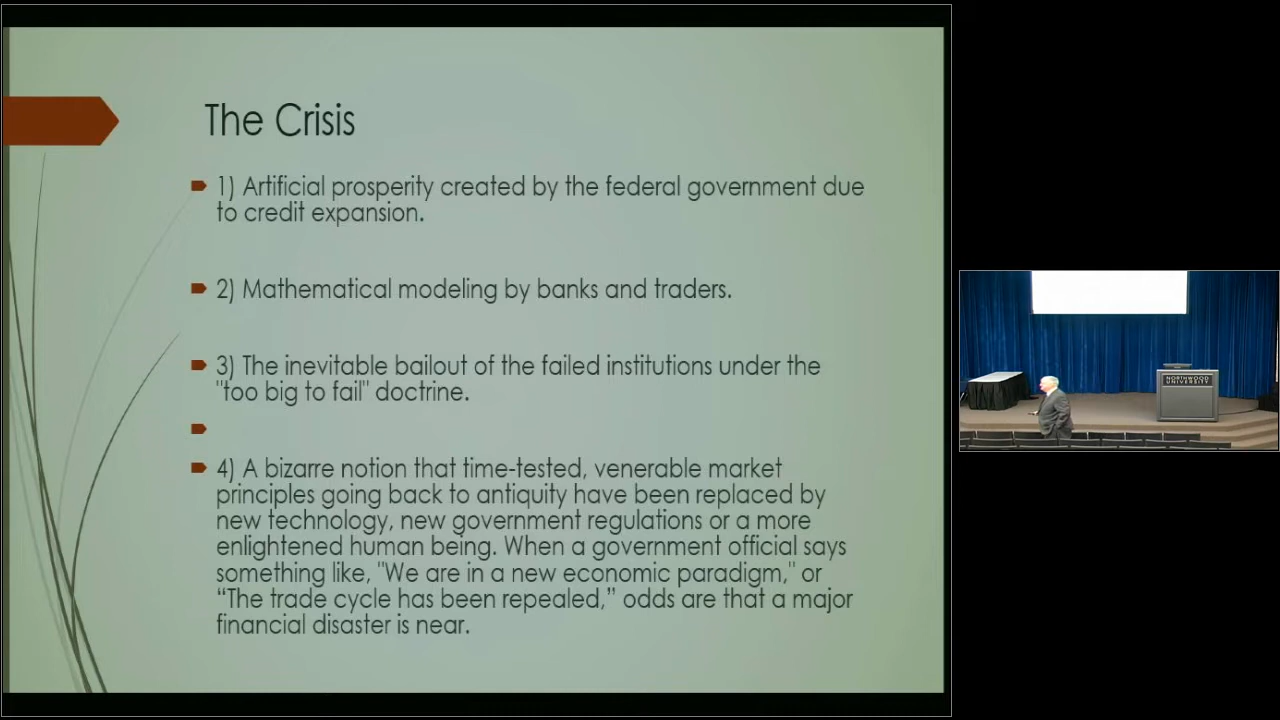 The Crisis
1) Artificial prosperity created by the federal government due
to credit expansion.
2) Mathematical modeling by banks and traders.
3) The inevitable bailout of the failed institutions under the
"too big to fail" doctrine.
4) A bizarre notion that time-tested, venerable market
principles going back to antiquity have been replaced by
new technology, new government regulations or a more
enlightened human being. When a government official says
something like, "We are in a new economic paradigm," or
“The trade cycle has been repealed,” odds are that a major
financial disaster is near.
NORTHWOOD
UNIVERSITY